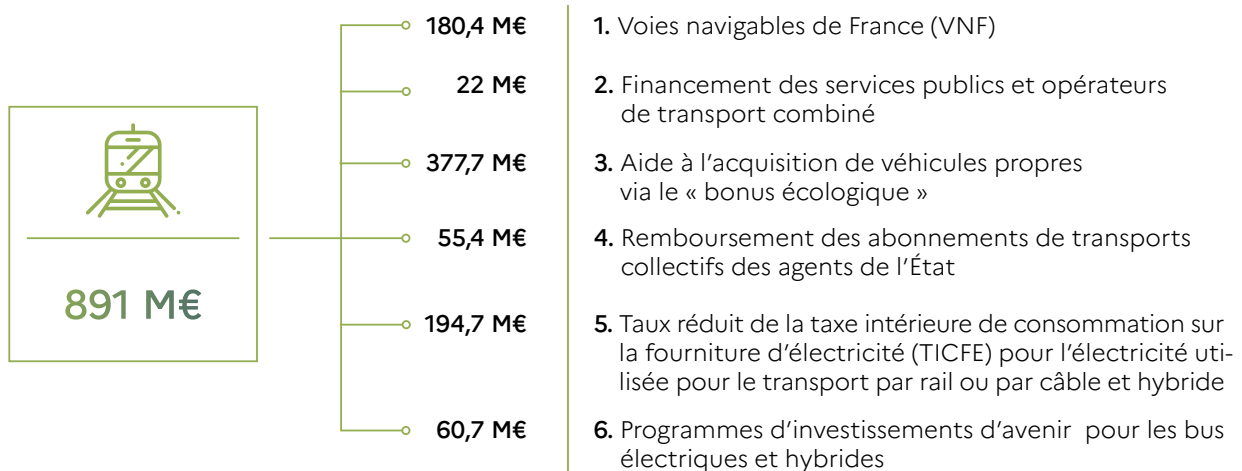 891 M€
180,4 M€
1. Voies navigables de France (VNF)
22 M€
2. Financement des services publics et opérateurs
de transport combiné
377,7 M€
3. Aide à l’acquisition de véhicules propres
via le « bonus écologique »
55,4 M€
4. Remboursement des abonnements de transports
collectifs des agents de l’État
194,7 M€
5. Taux réduit de la taxe intérieure de consommation sur
la fourniture d’électricité (TICFE) pour l’électricité uti-
lisée pour le transport par rail ou par câble et hybride
60,7 M€
6. Programmes d’investissements d’avenir pour les bus
électriques et hybrides